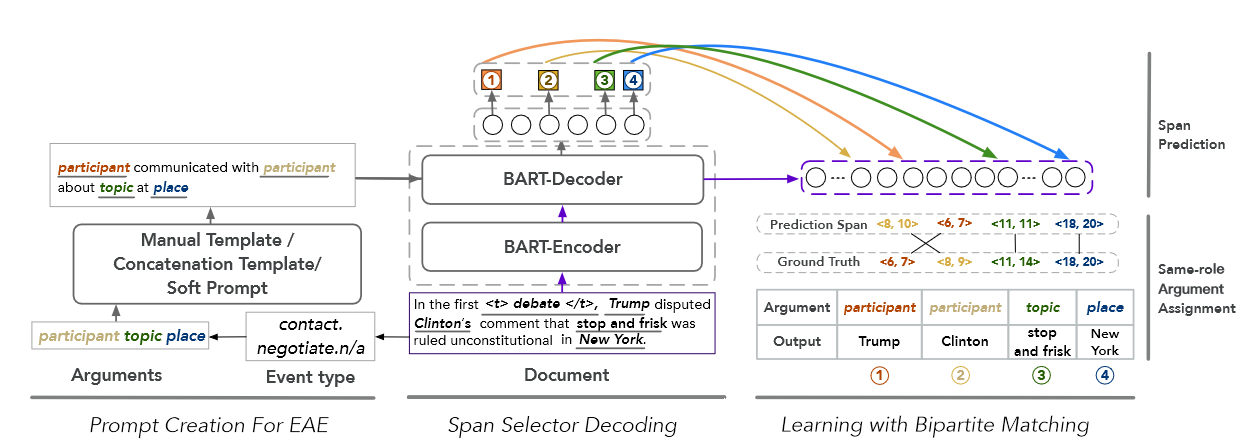 1
2
3
4
Span
Prediction
participant communicated with participant
about topic at place
BART-Decoder
Manual Template /
Concatenation Template/
Soft Prompt
BART-Encoder
Prediction Span <8, 10> <6, 7> <11, 11> <18, 20>
Ground Truth <6, 7> <8, 9> <11, 14> <18, 20>
Same-role
Argument
Assignment
In the first <t> debate </t>, Trump disputed
Clinton's comment that stop and frisk was
ruled unconstitutional in New York.
participant topic place
contact.
negotiate.n/a
Argument participant participant topic place
Output Trump Clinton stop and frisk New York
1 2 3 4
Arguments
Event type
Document
Prompt Creation For EAE
Span Selector Decoding
Learning with Bipartite Matching